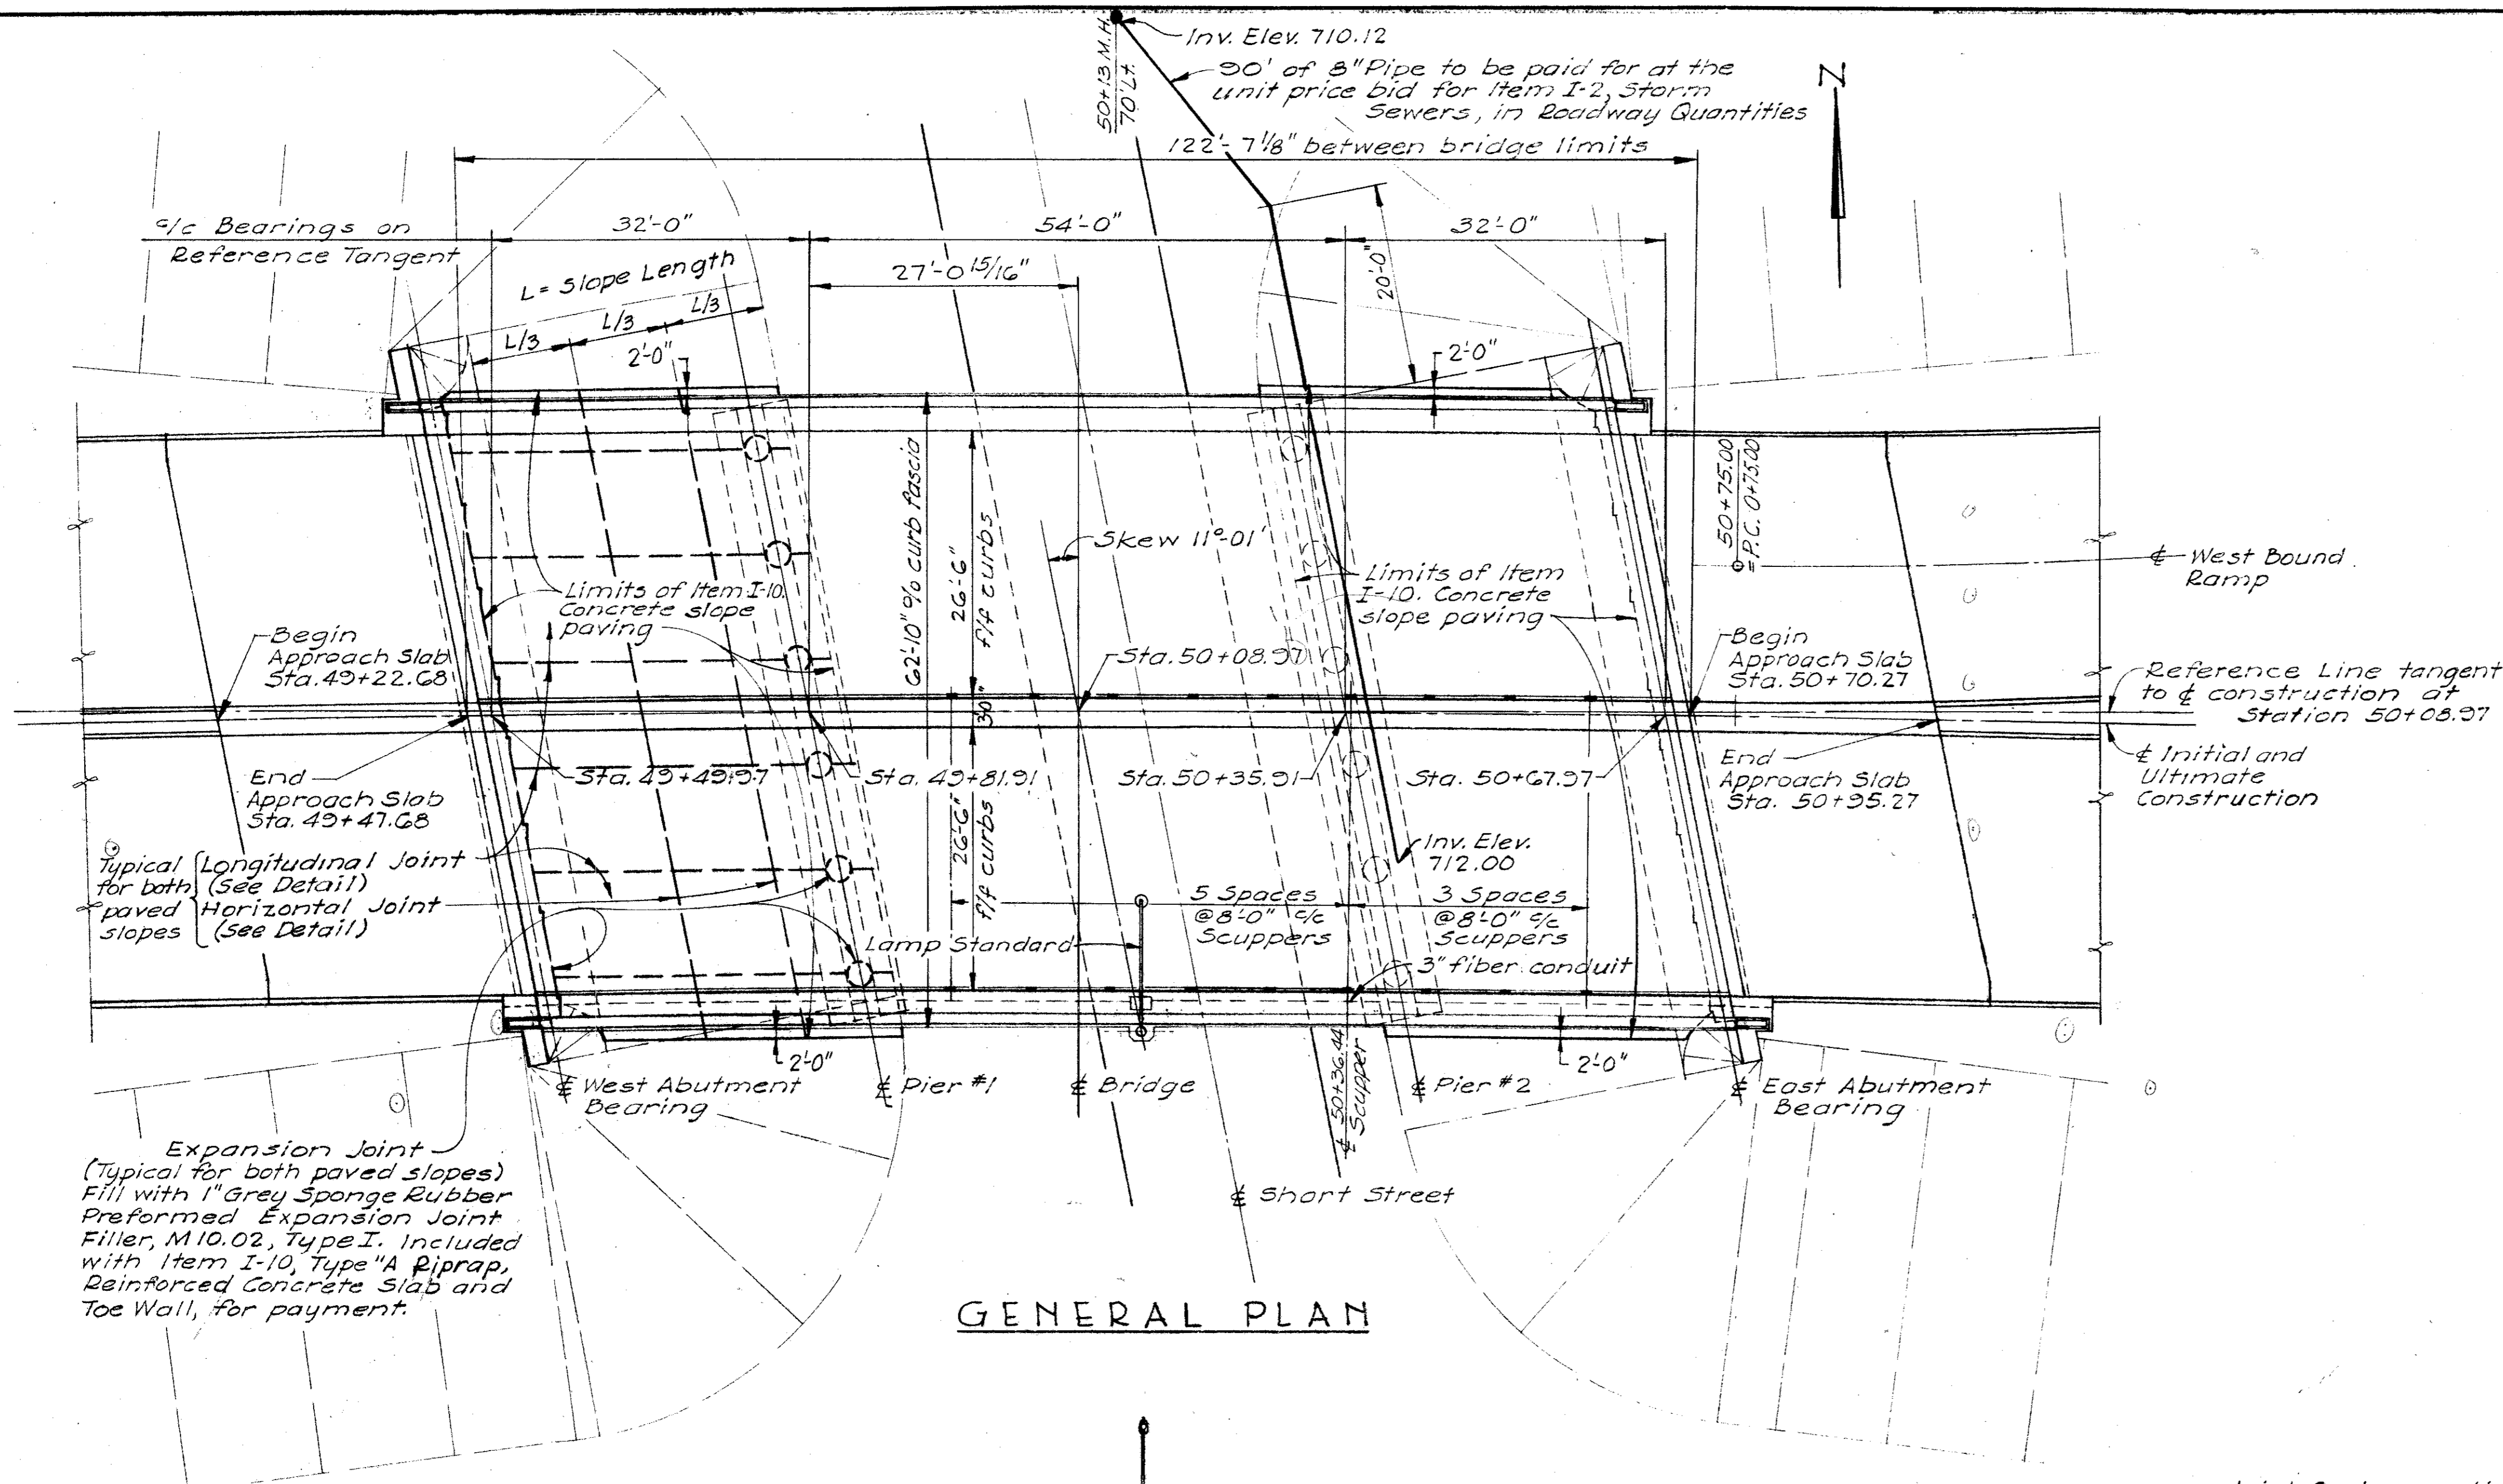 50+13 M.H.
70' Lt.
Inv. Elev. 710.12
90' of 8" Pipe to be paid for at the
unit price bid for Item I-2, Storm
Sewers, in Roadway Quantities
N
122'-7 1/8" between bridge limits
c/c Bearings on
Reference Tangent
32'-0"
54'-0"
32'-0"
27'-0 15/16"
20'-0"
L = Slope Length
L/3
L/3
L/3
2'-0"
2'-0"
62'-10" o/o curb fascia
26'-6"
f/f curbs
Skew 11°-01'
50+75.00
=P.C. 0+75.00
℄ West Bound
Ramp
Limits of Item I-10.
Concrete slope
paving
Limits of Item
I-10. Concrete
slope paving
Begin
Approach Slab
Sta. 49+22.68
Sta. 50+08.97
Begin
Approach Slab
Sta. 50+70.27
Reference Line tangent
to ℄ construction at
Station 50+08.97
30"
End
Approach Slab
Sta. 49+47.68
Sta. 49+49.97
Sta. 49+81.91
Sta. 50+35.91
Sta. 50+67.97
End
Approach Slab
Sta. 50+95.27
℄ Initial and
Ultimate
Construction
26'-6"
f/f curbs
Inv. Elev.
712.00
Typical for both paved slopes
Longitudinal Joint
(See Detail)
Horizontal Joint
(See Detail)
5 Spaces
@8'-0" c/c
Scuppers
3 Spaces
@8'-0" c/c
Scuppers
Lamp Standard
3" fiber conduit
2'-0"
2'-0"
℄ West Abutment
Bearing
℄ Pier #1
℄ Bridge
℄ 50+36.44
Scupper
℄ Pier #2
℄ East Abutment
Bearing
℄ Short Street
Expansion Joint
(Typical for both paved slopes)
Fill with 1" Grey Sponge Rubber
Preformed Expansion Joint
Filler, M10.02, Type I. Included
with Item I-10, Type "A Riprap,
Reinforced Concrete Slab and
Toe Wall, for payment.
GENERAL PLAN